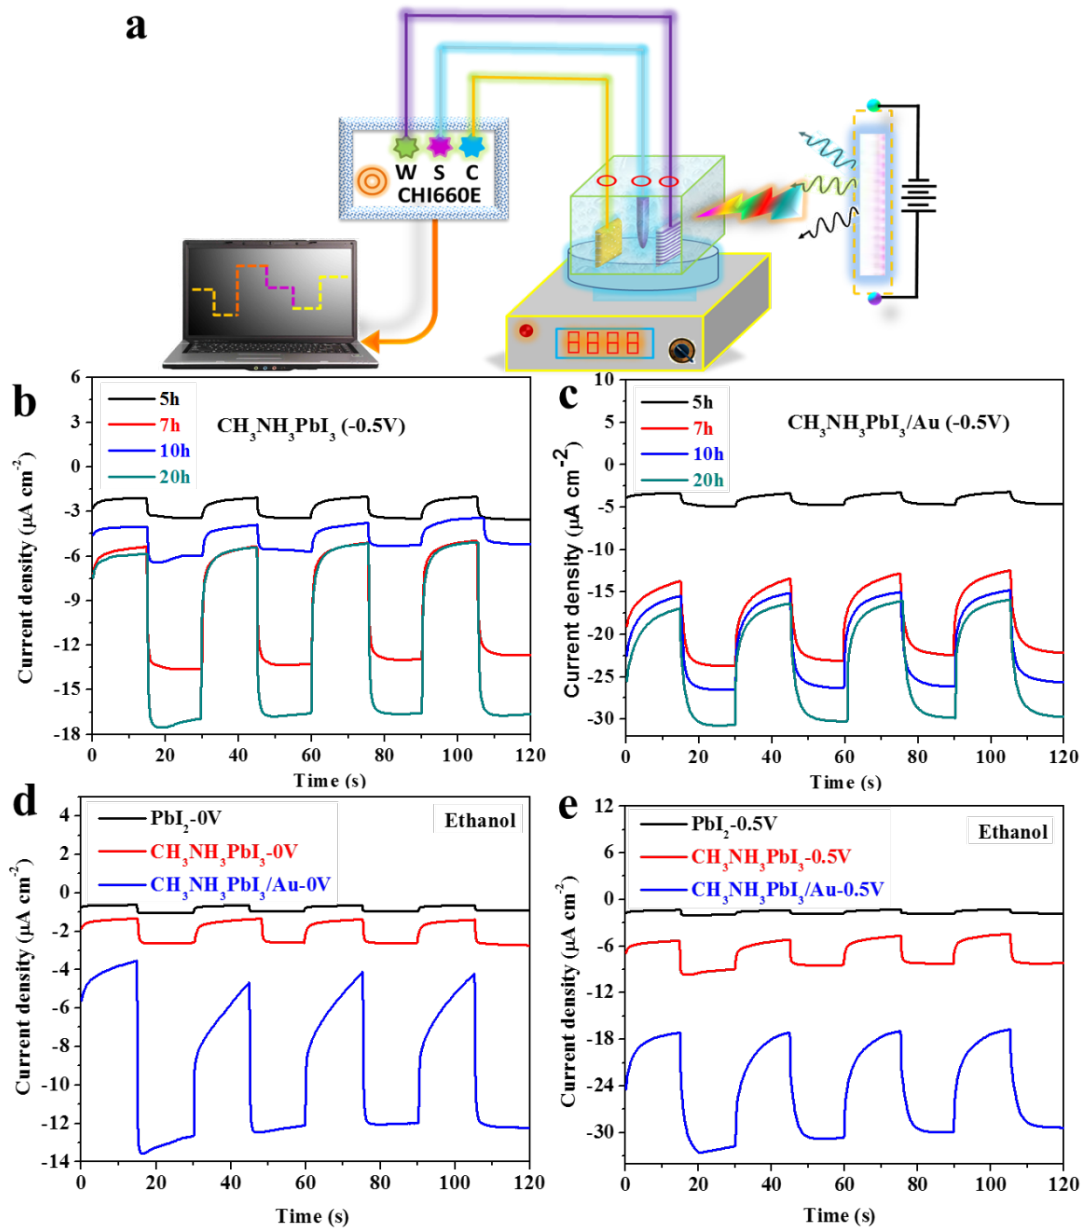 a
W S C
CHI660E
8888
b
CH₃NH₃PbI₃ (-0.5V)
5h
7h
10h
20h
6
3
0
-3
-6
-9
-12
-15
-18
0 20 40 60 80 100 120
Current density (µA cm⁻²)
Time (s)
c
CH₃NH₃PbI₃/Au (-0.5V)
5h
7h
10h
20h
10
5
0
-5
-10
-15
-20
-25
-30
0 20 40 60 80 100 120
Current density (µA cm⁻²)
Time (s)
d
Ethanol
PbI₂-0V
CH₃NH₃PbI₃-0V
CH₃NH₃PbI₃/Au-0V
4
2
0
-2
-4
-6
-8
-10
-12
-14
0 20 40 60 80 100 120
Current density (µA cm⁻²)
Time (s)
e
Ethanol
PbI₂-0.5V
CH₃NH₃PbI₃-0.5V
CH₃NH₃PbI₃/Au-0.5V
12
6
0
-6
-12
-18
-24
-30
0 20 40 60 80 100 120
Current density (µA cm⁻²)
Time (s)